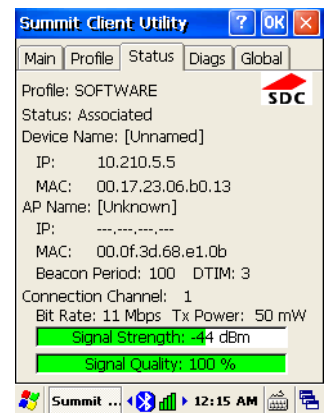 Summit Client Utility ? OK ×
Main Profile Status Diags Global
Profile: SOFTWARE
SDC
Status: Associated
Device Name: [Unnamed]
IP: 10.210.5.5
MAC: 00.17.23.06.b0.13
AP Name: [Unknown]
IP: ---.---.---.---
MAC: 00.0f.3d.68.e1.0b
Beacon Period: 100 DTIM: 3
Connection Channel: 1
Bit Rate: 11 Mbps Tx Power: 50 mW
Signal Strength: -44 dBm
Signal Quality: 100 %
Summit ... 12:15 AM